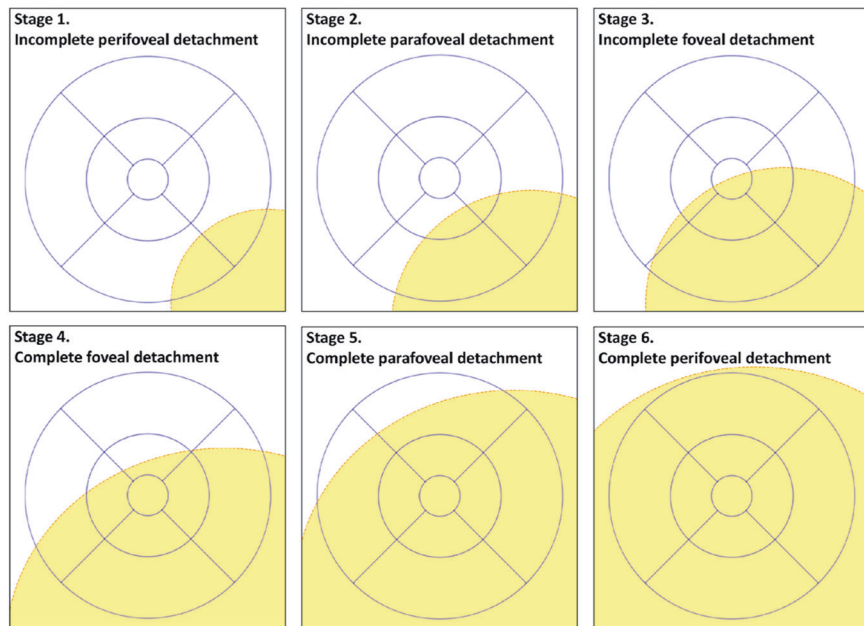 Stage 1.
Incomplete perifoveal detachment
Stage 2.
Incomplete parafoveal detachment
Stage 3.
Incomplete foveal detachment
Stage 4.
Complete foveal detachment
Stage 5.
Complete parafoveal detachment
Stage 6.
Complete perifoveal detachment